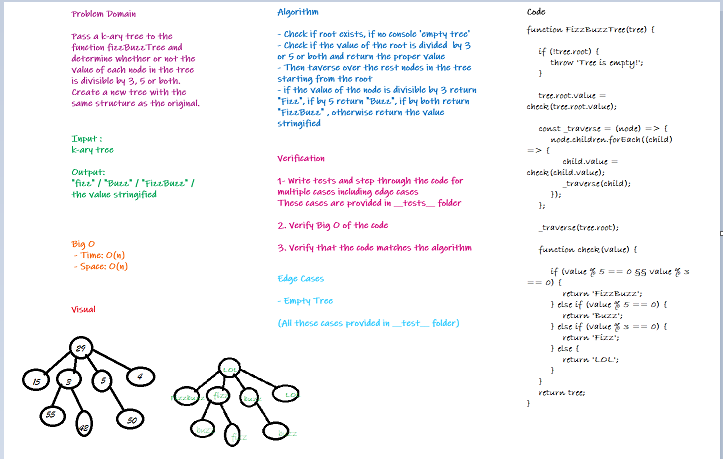 Problem Domain
Pass a k-ary tree to the
function fizzBuzzTree and
determine whether or not the
value of each node in the tree
is divisible by 3, 5 or both.
Create a new tree with the
same structure as the original.
Input :
k-ary tree
Output:
"fizz" / "Buzz" / "FizzBuzz" /
the value stringified
Big O
- Time: O(n)
- Space: O(n)
Visual
29
15
3
5
4
55
42
30
Algorithm
- Check if root exists, if no console 'empty tree'
- Check if the value of the root is divided by 3
or 5 or both and return the proper value
- Then taverse over the rest nodes in the tree
starting from the root
- if the value of the node is divisible by 3 return
"Fizz", if by 5 return "Buzz", if by both return
"FizzBuzz" , otherwise return the value
stringified
Verification
1- Write tests and step through the code for
multiple cases including edge cases
These cases are provided in __tests__ folder
2. Verify Big O of the code
3. Verify that the code matches the algorithm
Edge Cases
- Empty Tree
(All these cases provided in __test__ folder)
LOL
FizzBuzz
fizz
Buzz
LOL
buzz
fizz
Code
function FizzBuzzTree(tree) {
if (!tree.root) {
throw 'Tree is empty!';
}
tree.root.value =
check(tree.root.value);
const _traverse = (node) => {
node.children.forEach((child)
=> {
child.value =
check(child.value);
_traverse(child);
});
};
_traverse(tree.root);
function check(value) {
if (value % 5 == 0 && value % 3
== 0) {
return 'FizzBuzz';
} else if (value % 5 == 0) {
return 'Buzz';
} else if (value % 3 == 0) {
return 'Fizz';
} else {
return 'LOL';
}
}
return tree;
}